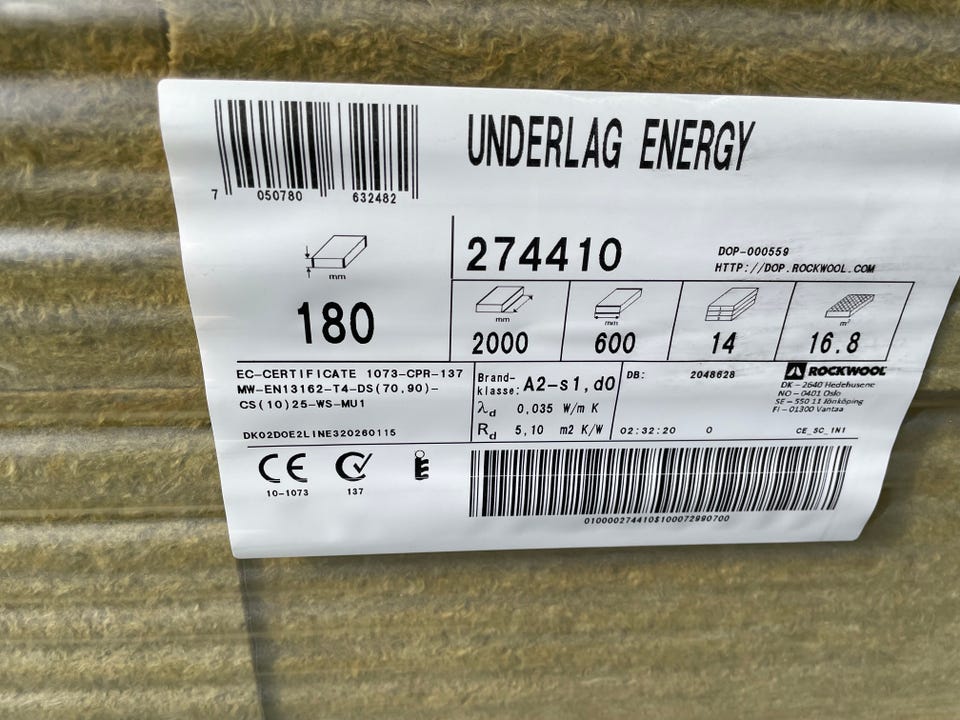 UNDERLAG ENERGY
7 050780 632482
274410
DOP-000559
HTTP://DOP.ROCKWOOL.COM
mm
180
mm
2000
mm
600
14
m²
16.8
EC-CERTIFICATE 1073-CPR-137
MW-EN13162-T4-DS(70,90)-
CS(10)25-WS-MU1
DK02DOE2LINE320260115
Brand-
klasse: A2-s1,d0
λd 0,035 W/m K
Rd 5,10 m2 K/W
DB: 2048628
02:32:20 0
ROCKWOOL
DK - 2640 Hedehusene
NO - 0401 Oslo
SE - 550 11 Jönköping
FI - 01300 Vantaa
CE_SC_IN1
CE
10-1073
137
010000274410$100072990700